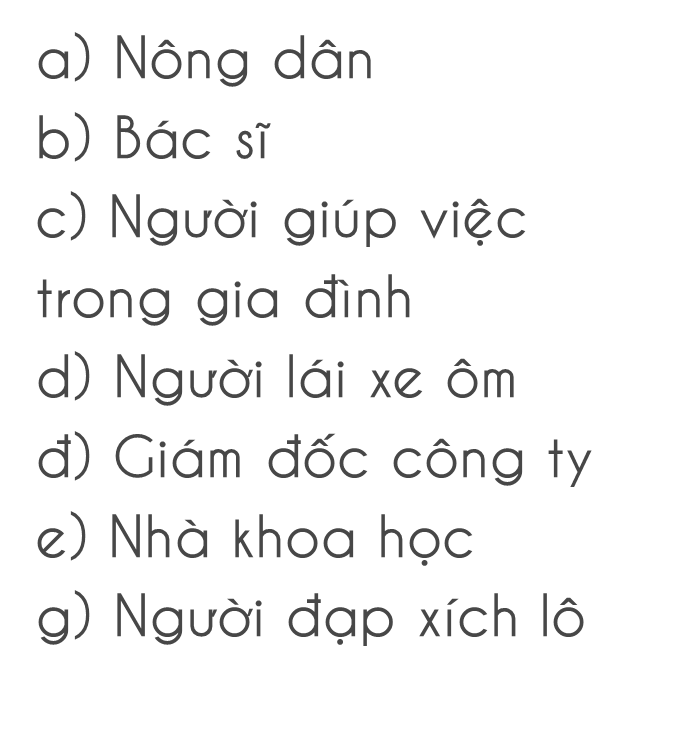 a) Nông dân
b) Bác sĩ
c) Người giúp việc
trong gia đình
d) Người lái xe ôm
đ) Giám đốc công ty
e) Nhà khoa học
g) Người đạp xích lô